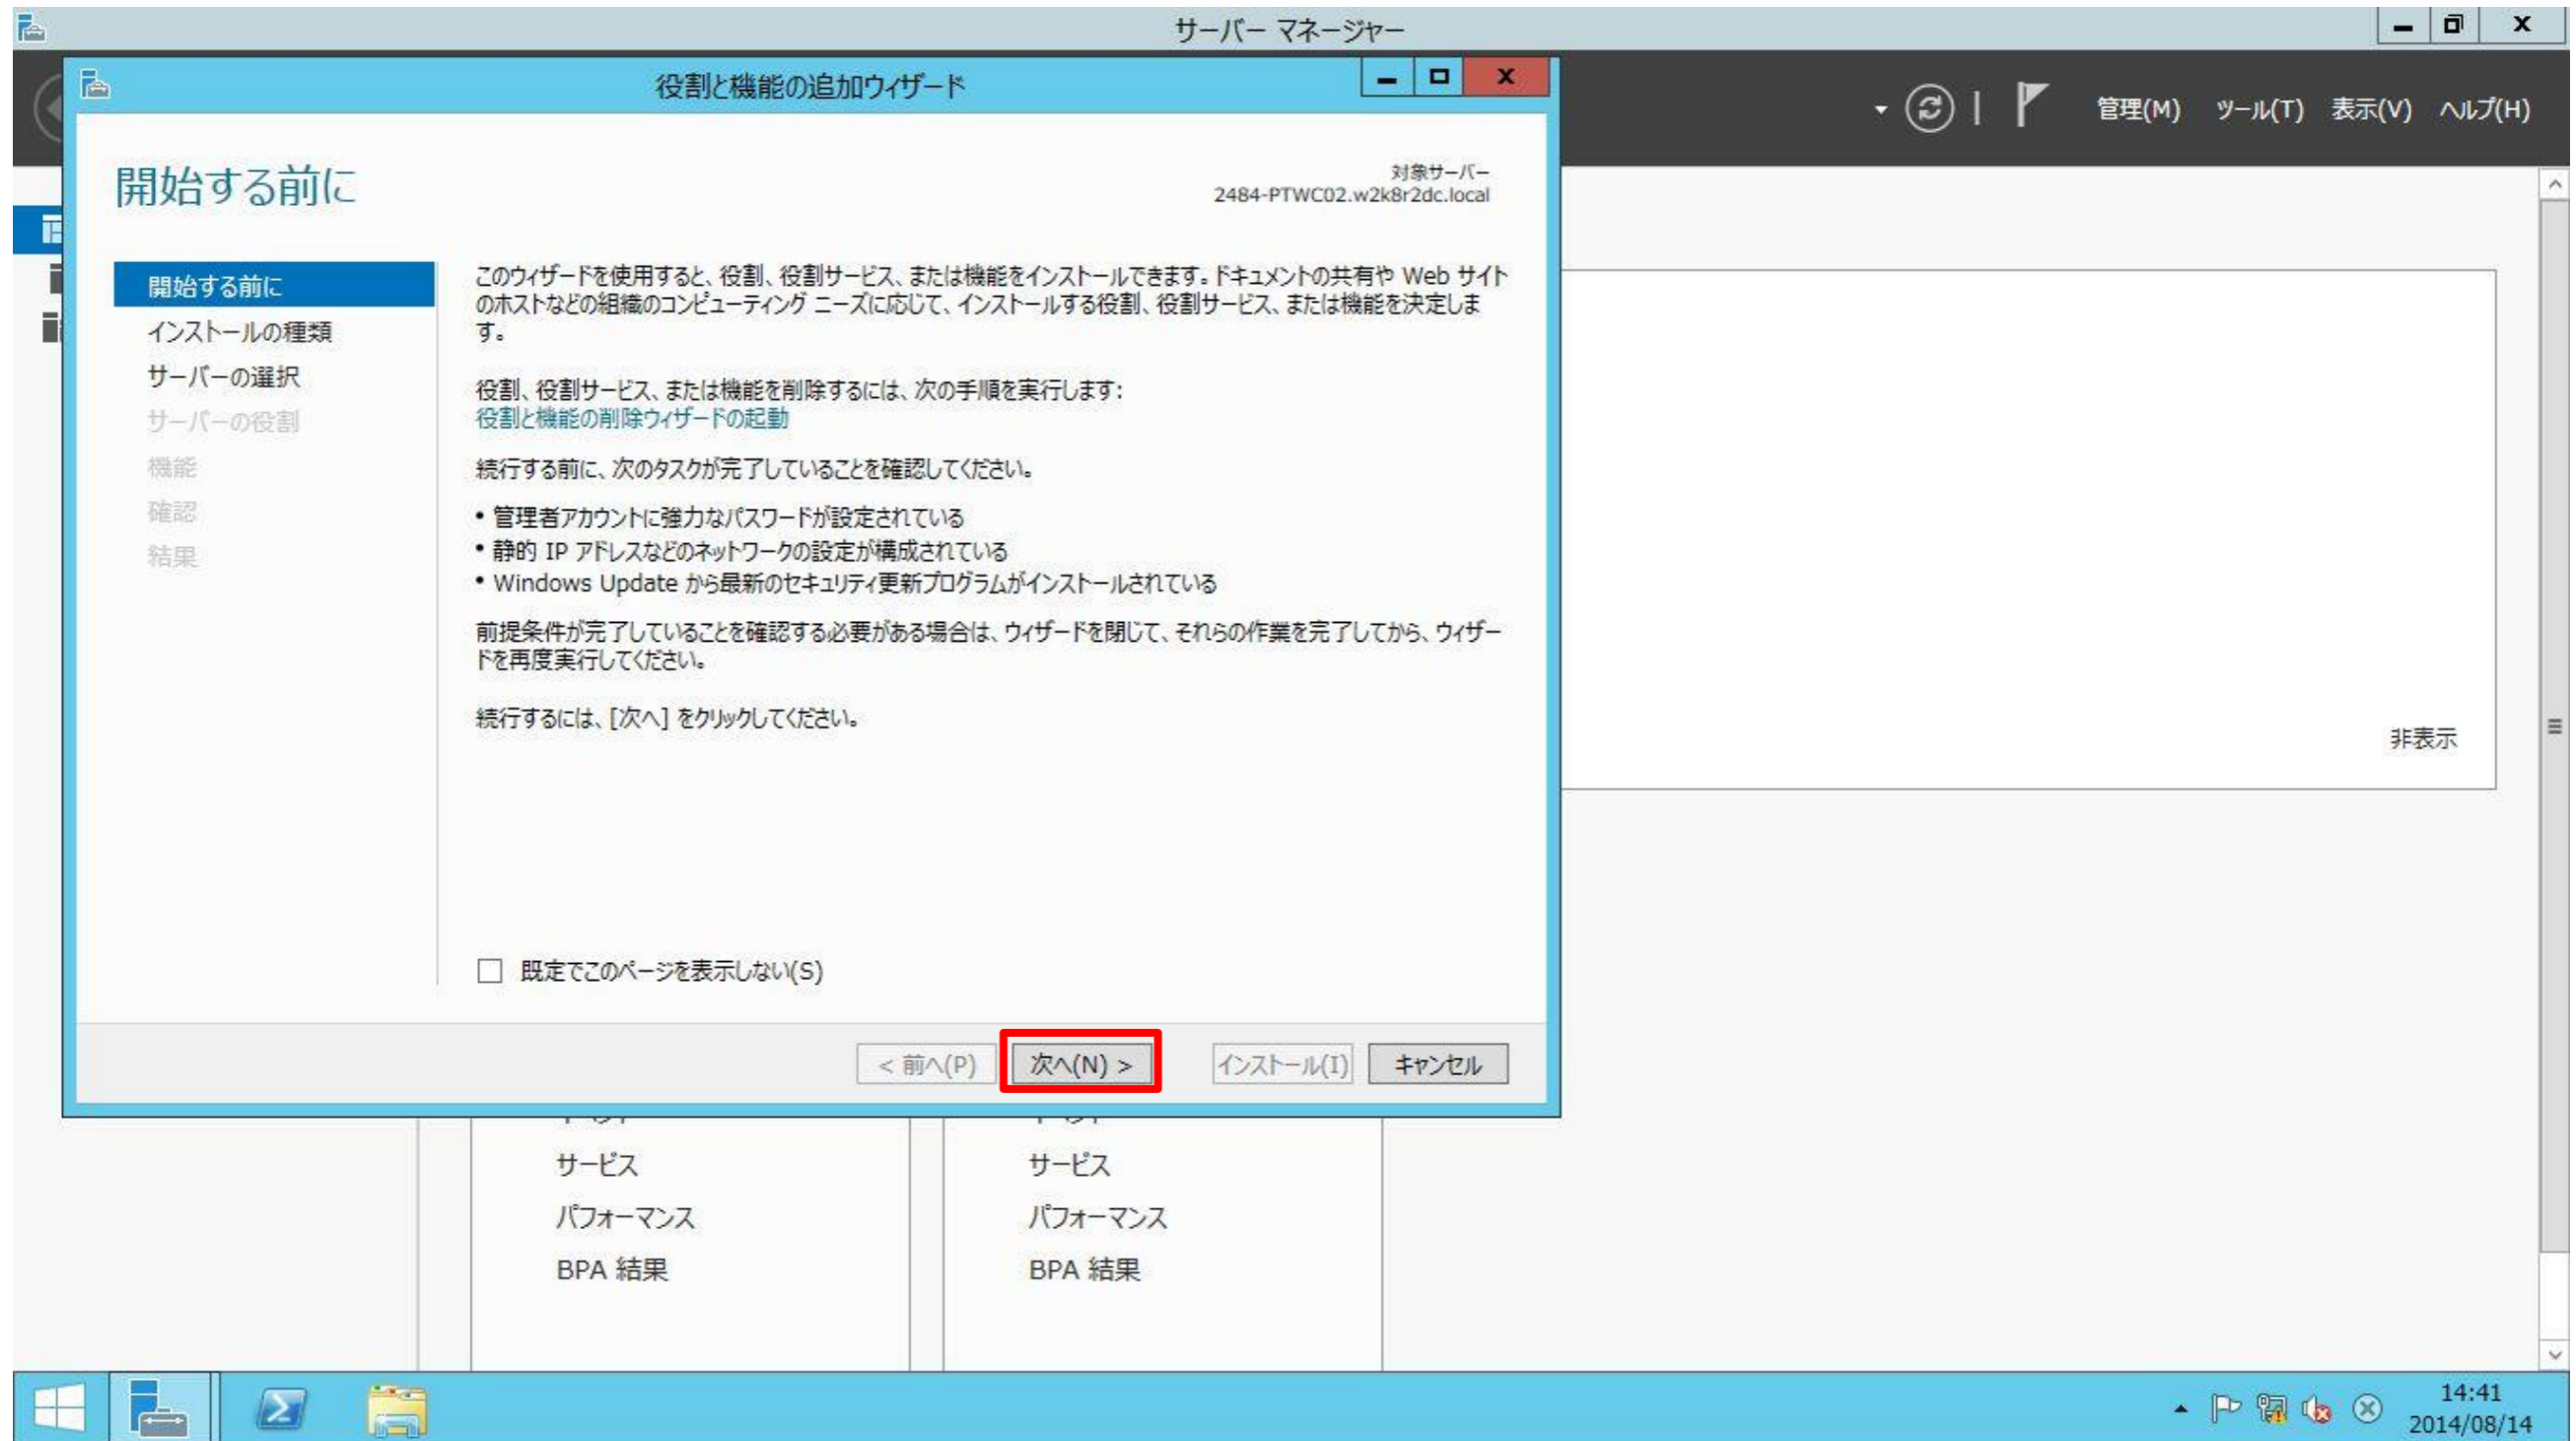 サーバー マネージャー
役割と機能の追加ウィザード
管理(M) ツール(T) 表示(V) ヘルプ(H)
開始する前に
対象サーバー
2484-PTWC02.w2k8r2dc.local
開始する前に
インストールの種類
サーバーの選択
サーバーの役割
機能
確認
結果
このウィザードを使用すると、役割、役割サービス、または機能をインストールできます。ドキュメントの共有や Web サイト
のホストなどの組織のコンピューティング ニーズに応じて、インストールする役割、役割サービス、または機能を決定しま
す。
役割、役割サービス、または機能を削除するには、次の手順を実行します:
役割と機能の削除ウィザードの起動
続行する前に、次のタスクが完了していることを確認してください。
• 管理者アカウントに強力なパスワードが設定されている
• 静的 IP アドレスなどのネットワークの設定が構成されている
• Windows Update から最新のセキュリティ更新プログラムがインストールされている
前提条件が完了していることを確認する必要がある場合は、ウィザードを閉じて、それらの作業を完了してから、ウィザー
ドを再度実行してください。
続行するには、[次へ] をクリックしてください。
非表示
既定でこのページを表示しない(S)
< 前へ(P) 次へ(N) > インストール(I) キャンセル
サービス
パフォーマンス
BPA 結果
サービス
パフォーマンス
BPA 結果
14:41
2014/08/14